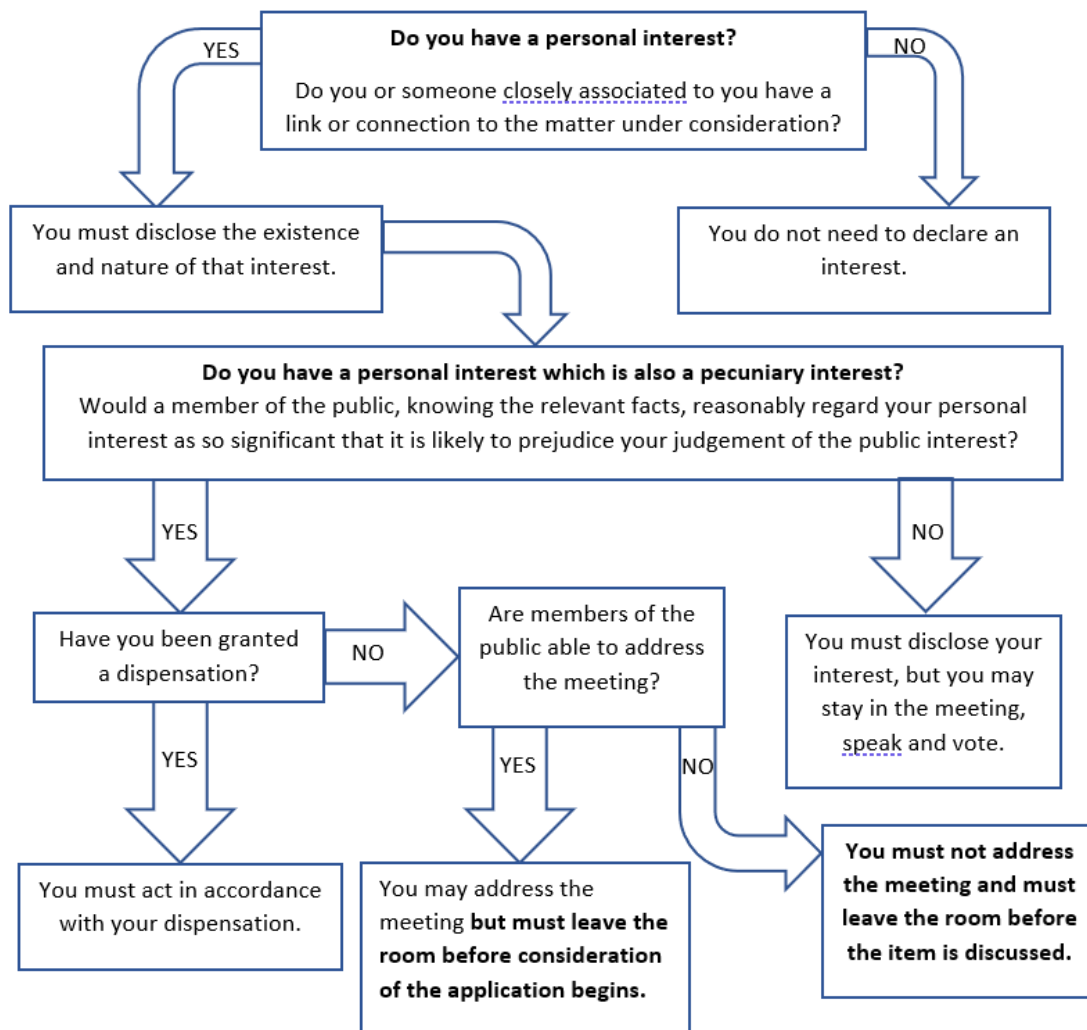 Do you have a personal interest?
YES
NO
Do you or someone closely associated to you have a
link or connection to the matter under consideration?
You must disclose the existence
and nature of that interest.
You do not need to declare an
interest.
Do you have a personal interest which is also a pecuniary interest?
Would a member of the public, knowing the relevant facts, reasonably regard your personal
interest as so significant that it is likely to prejudice your judgement of the public interest?
YES
NO
Have you been granted
a dispensation?
NO
Are members of the
public able to address
the meeting?
You must disclose your
interest, but you may
stay in the meeting,
speak and vote.
YES
YES
NO
You must act in accordance
with your dispensation.
You may address the
meeting but must leave the
room before consideration
of the application begins.
You must not address
the meeting and must
leave the room before
the item is discussed.